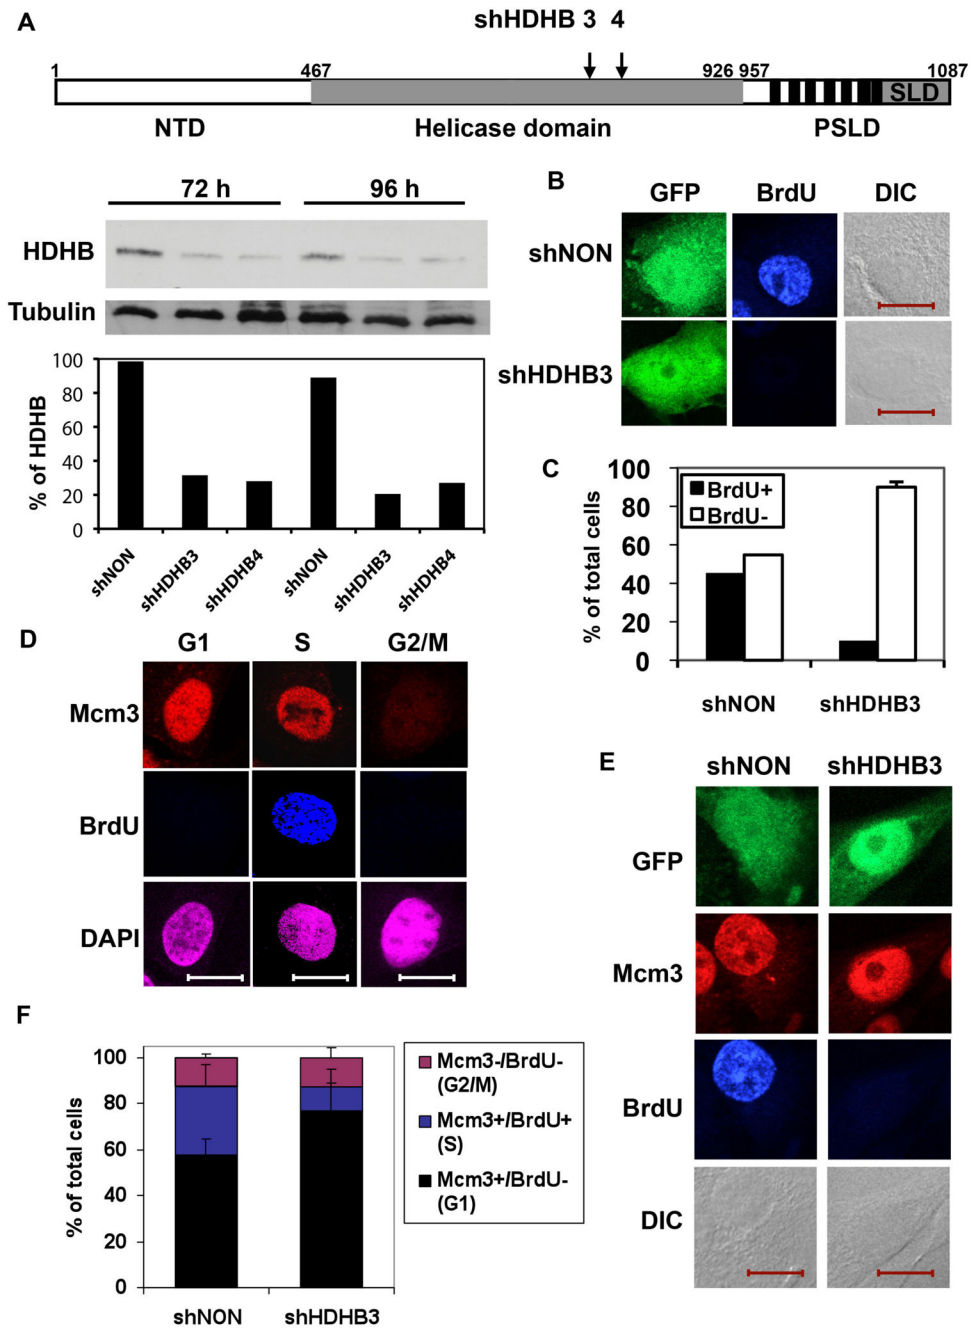 A
shHDHB 3 4
1 467 926 957 1087
SLD
NTD Helicase domain PSLD
72 h 96 h
HDHB
Tubulin
% of HDHB
100
80
60
40
20
0
shNON shHDHB3 shHDHB4 shNON shHDHB3 shHDHB4
B
GFP BrdU DIC
shNON
shHDHB3
C
% of total cells
100
80
60
40
20
0
BrdU+
BrdU-
shNON shHDHB3
D
G1 S G2/M
Mcm3
BrdU
DAPI
E
shNON shHDHB3
GFP
Mcm3
BrdU
DIC
F
% of total cells
100
80
60
40
20
0
shNON shHDHB3
Mcm3-/BrdU-
(G2/M)
Mcm3+/BrdU+
(S)
Mcm3+/BrdU-
(G1)